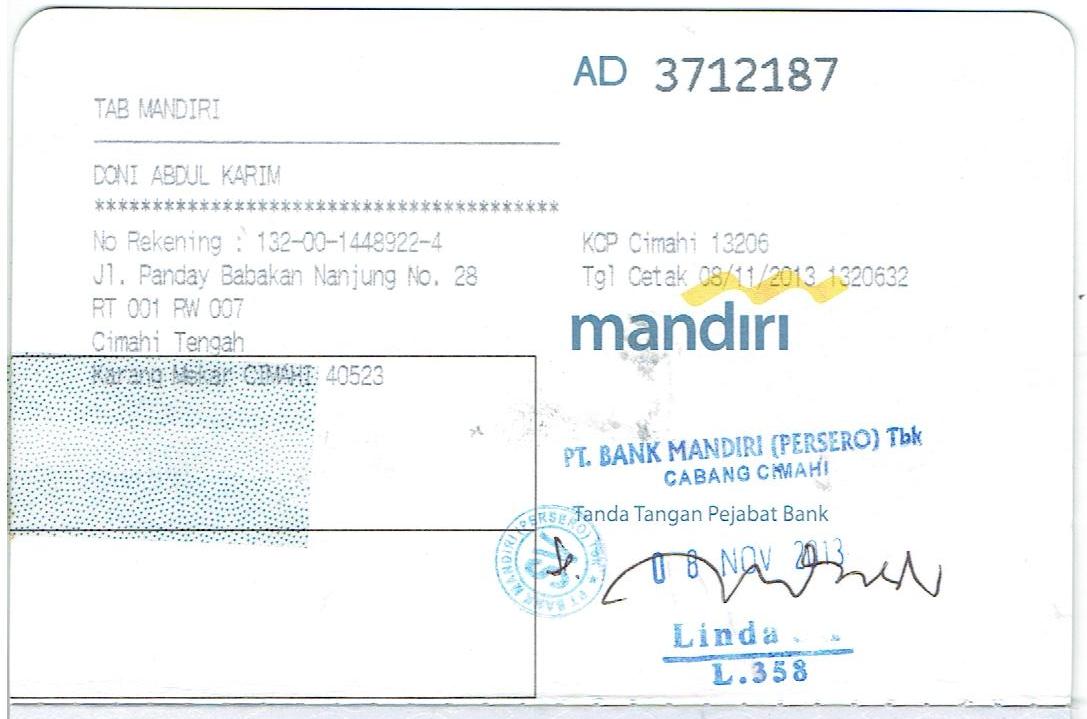 AD 3712187
TAB MANDIRI
DONI ABDUL KARIM
****************************************
No Rekening : 132-00-1448922-4
Jl. Panday Babakan Nanjung No. 28
RT 001 RW 007
Cimahi Tengah
Karang Mekar CIMAHI 40523
KCP Cimahi 13206
Tgl Cetak 08/11/2013 1320632
mandiri
PT. BANK MANDIRI (PERSERO) Tbk
CABANG CIMAHI
Tanda Tangan Pejabat Bank
08 NOV 2013
PT BANK MANDIRI (PERSERO) Tbk
Linda
L.358